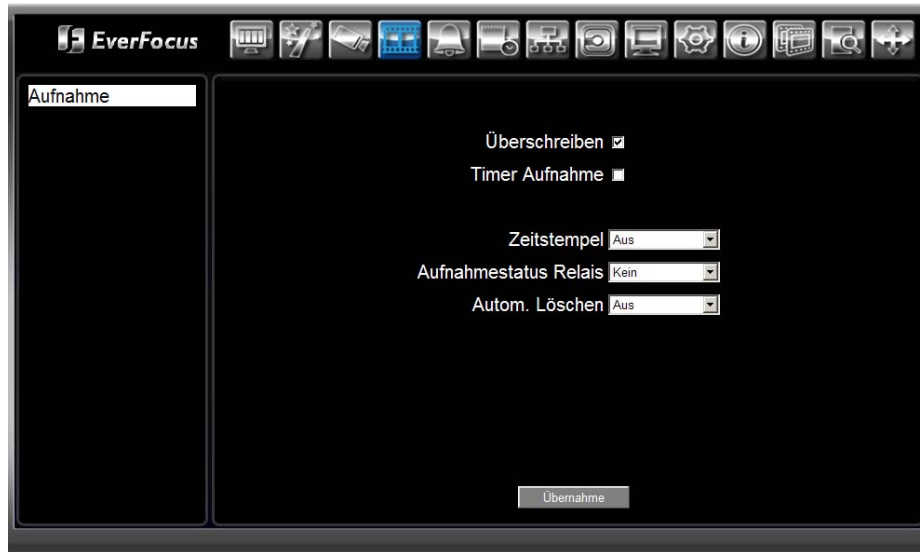 EverFocus
Aufnahme
Überschreiben
Timer Aufnahme
Zeitstempel Aus
Aufnahmestatus Relais Kein
Autom. Löschen Aus
Übernahme